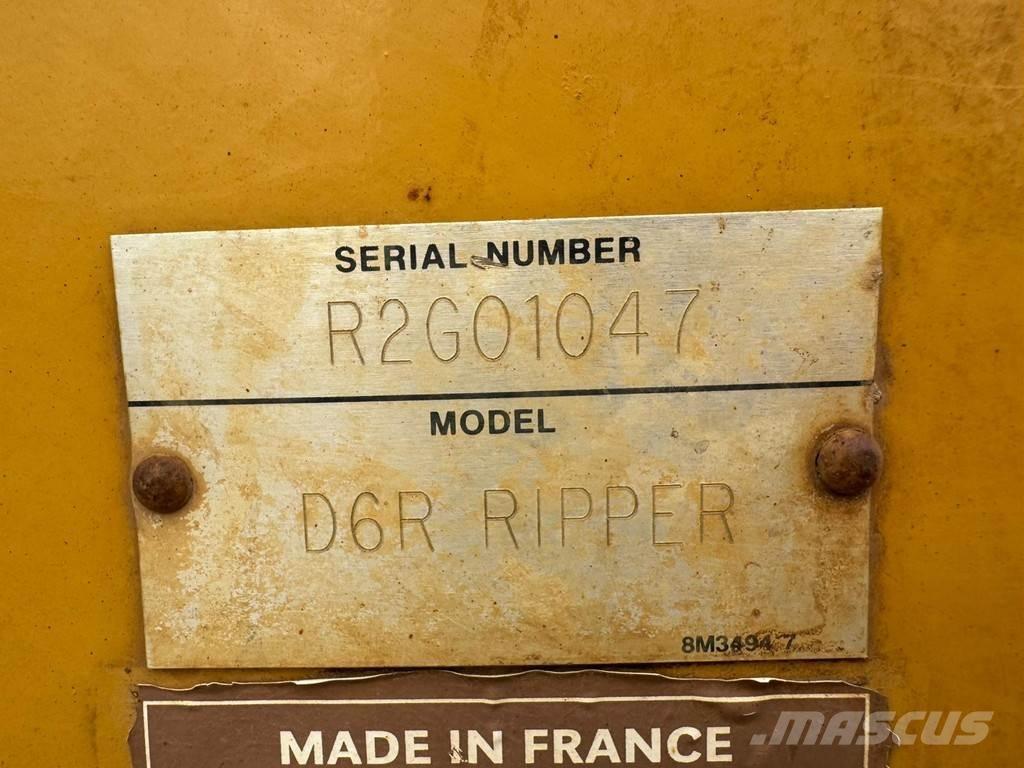 SERIAL NUMBER
R2G01047
MODEL
D6R RIPPER
8M3494 7
MADE IN FRANCE
MASCUS